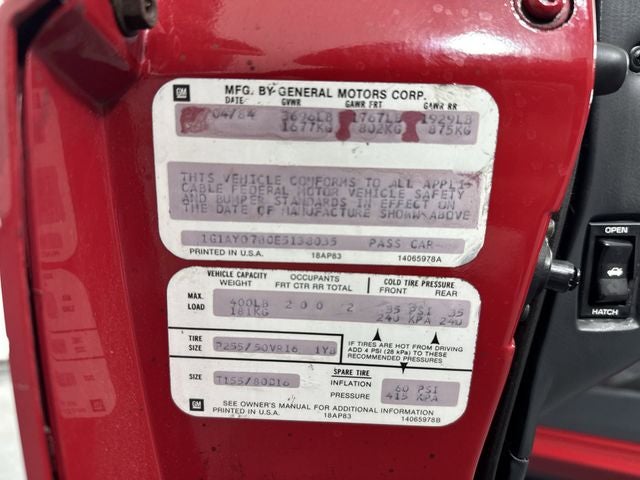 GM MFG. BY GENERAL MOTORS CORP.
DATE GVWR GAWR FRT GAWR RR
04/84 3696LB 1767LB 1929LB
1677KG 802KG 875KG
THIS VEHICLE CONFORMS TO ALL APPLI-
CABLE FEDERAL MOTOR VEHICLE SAFETY
AND BUMPER STANDARDS IN EFFECT ON
THE DATE OF MANUFACTURE SHOWN ABOVE
PASS CAR
PRINTED IN U.S.A. 18AP83 14065978A
VEHICLE CAPACITY OCCUPANTS COLD TIRE PRESSURE
WEIGHT FRT CTR RR TOTAL FRONT REAR
MAX. LOAD 400LB 2 0 0 2 35 PSI 35
181KG 240 KPA 240
TIRE SIZE P255/50VR16 1YB
IF TIRES ARE HOT FROM DRIVING
ADD 4 PSI (28 kPa) TO THESE
RECOMMENDED PRESSURES
SIZE T155/80D16
SPARE TIRE
INFLATION 60 PSI
PRESSURE 415 KPA
GM SEE OWNER'S MANUAL FOR ADDITIONAL INFORMATION
PRINTED IN U.S.A. 18AP83 14065978B
OPEN
HATCH